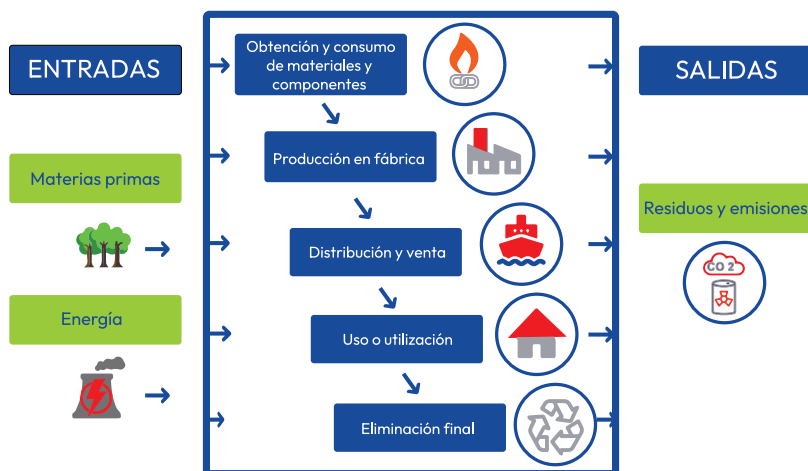 ENTRADAS
Materias primas
Energía
Obtención y consumo
de materiales y
componentes
Producción en fábrica
Distribución y venta
Uso o utilización
Eliminación final
SALIDAS
Residuos y emisiones
CO 2